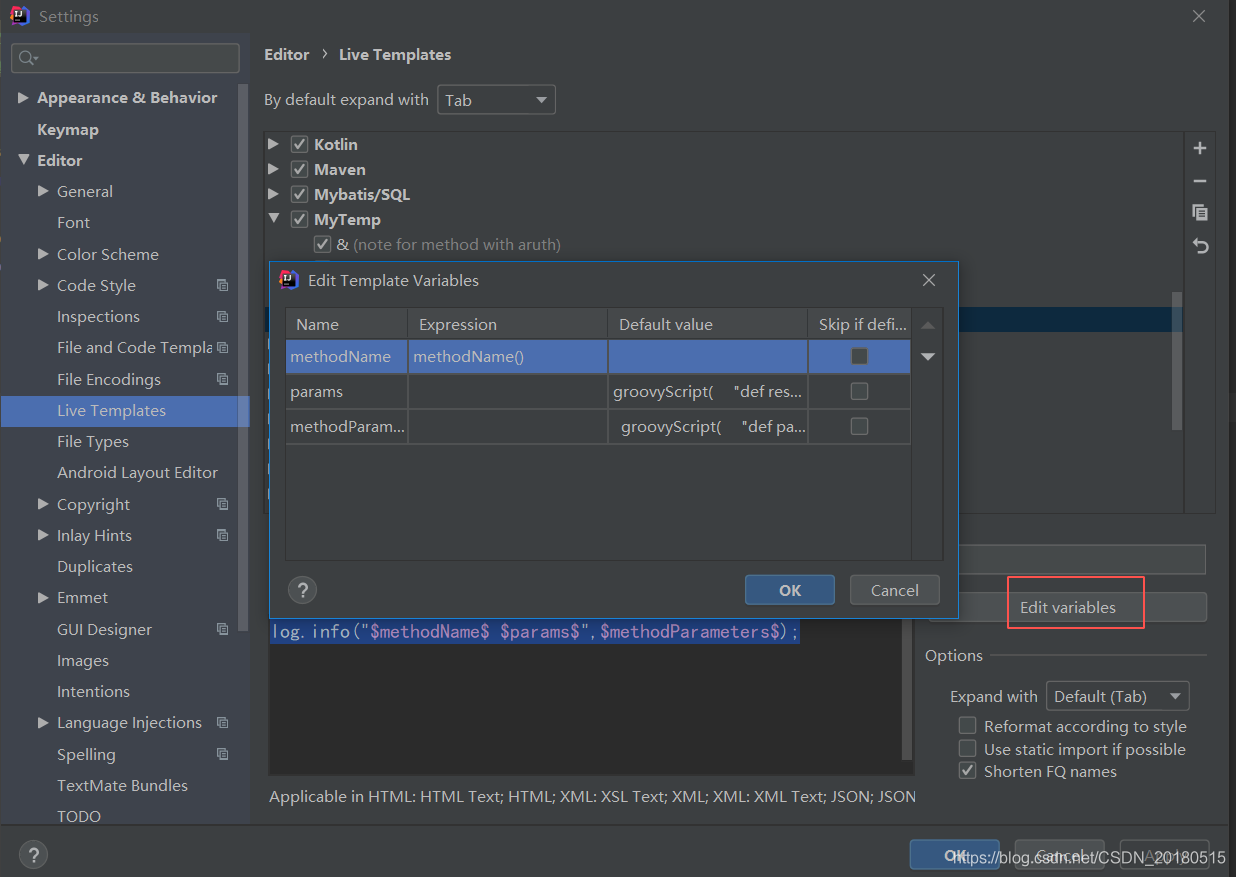 Settings
Appearance & Behavior
Keymap
Editor
General
Font
Color Scheme
Code Style
Inspections
File and Code Templa
File Encodings
Live Templates
File Types
Android Layout Editor
Copyright
Inlay Hints
Duplicates
Emmet
GUI Designer
Images
Intentions
Language Injections
Spelling
TextMate Bundles
TODO
Editor › Live Templates
By default expand with Tab
Kotlin
Maven
Mybatis/SQL
MyTemp
& (note for method with aruth)
Edit Template Variables
Name Expression Default value Skip if defi...
methodName methodName()
params groovyScript( "def res...
methodParam... groovyScript( "def pa...
? OK Cancel
Edit variables
log.info("$methodName$ $params$",$methodParameters$);
Options
Expand with Default (Tab)
Reformat according to style
Use static import if possible
Shorten FQ names
Applicable in HTML: HTML Text; HTML; XML: XSL Text; XML; XML: XML Text; JSON; JSON
? OK Cancel Apply
https://blog.csdn.net/CSDN_20180515